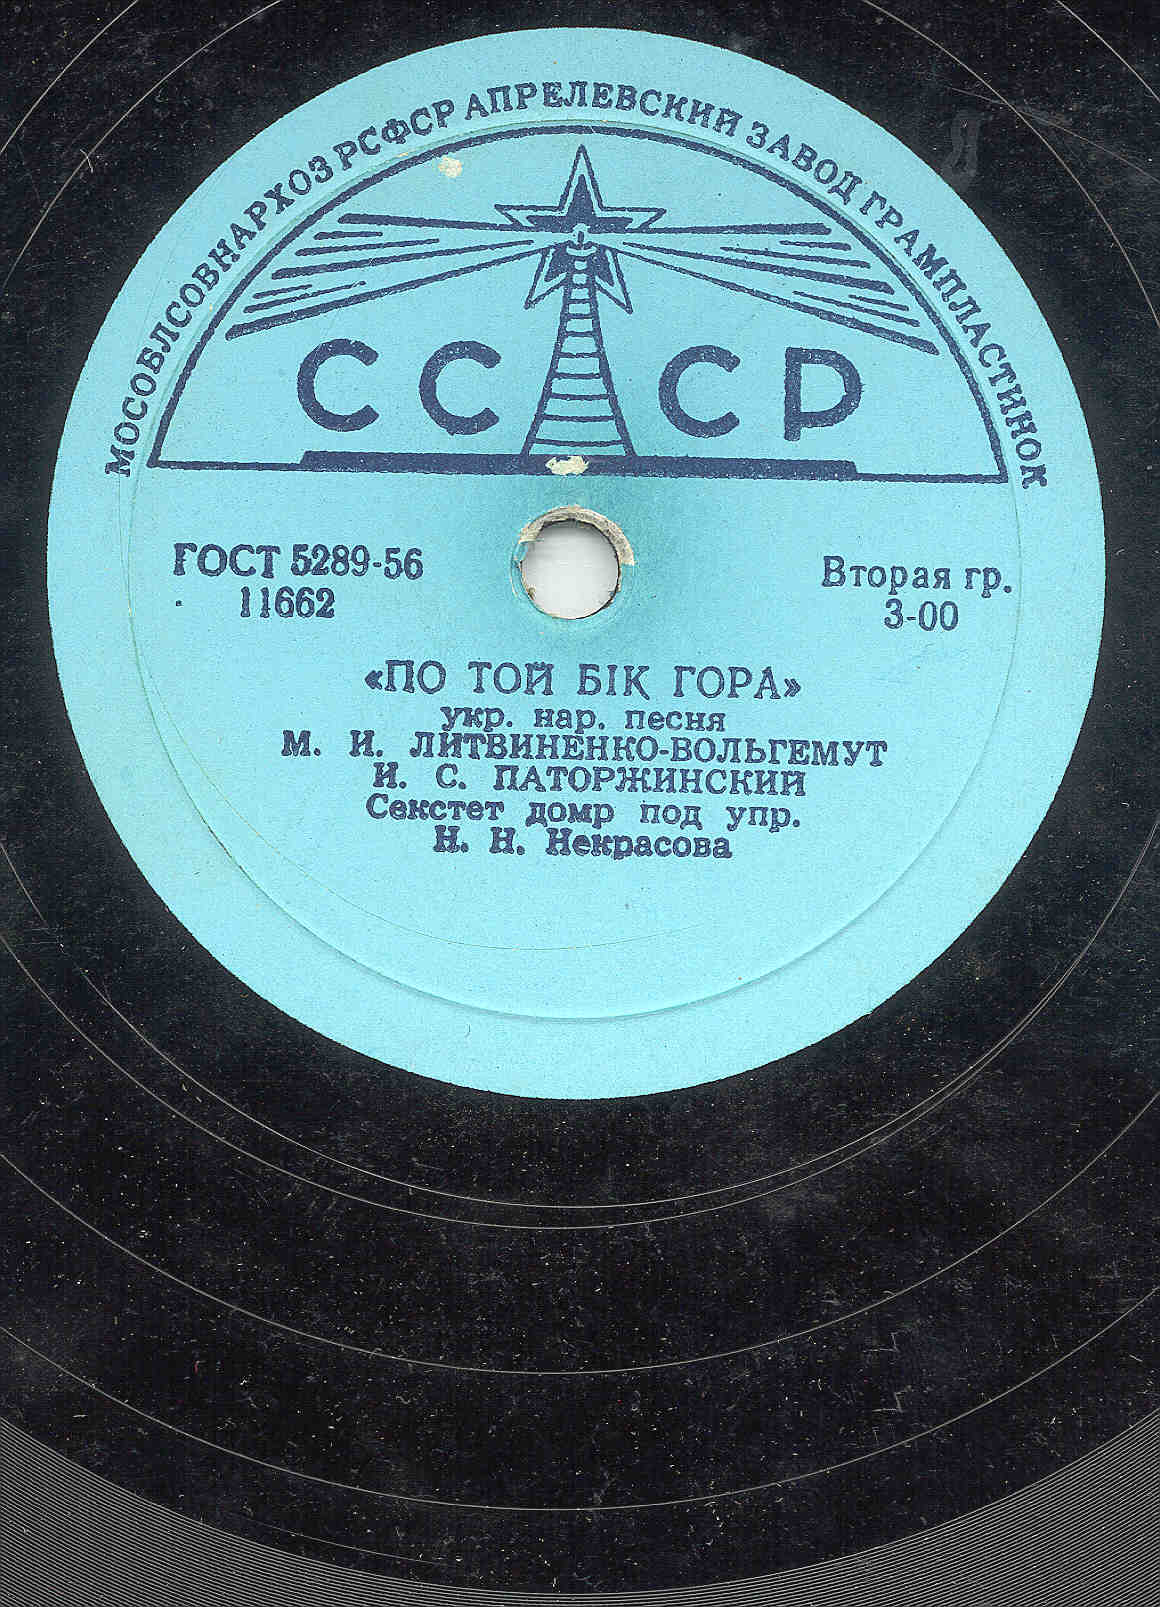 МОСОБЛСОВНАРХОЗ РСФСР АПРЕЛЕВСКИЙ ЗАВОД ГРАМПЛАСТИНОК
СССР
ГОСТ 5289-56
11662
Вторая гр.
3-00
«ПО ТОЙ БІК ГОРА»
укр. нар. песня
М. И. ЛИТВИНЕНКО-ВОЛЬГЕМУТ
И. С. ПАТОРЖИНСКИЙ
Секстет домр под упр.
Н. Н. Некрасова